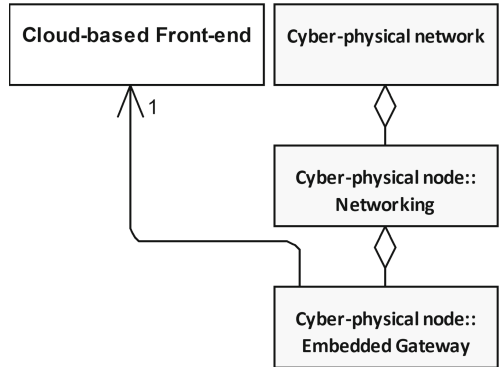 Cloud-based Front-end
Cyber-physical network
1
Cyber-physical node::
Networking
Cyber-physical node::
Embedded Gateway